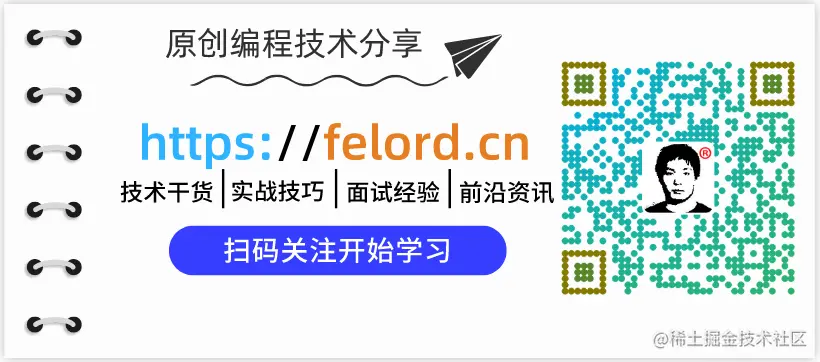 原创编程技术分享
https://felord.cn
技术干货|实战技巧|面试经验|前沿资讯
扫码关注开始学习
®
@稀土掘金技术社区